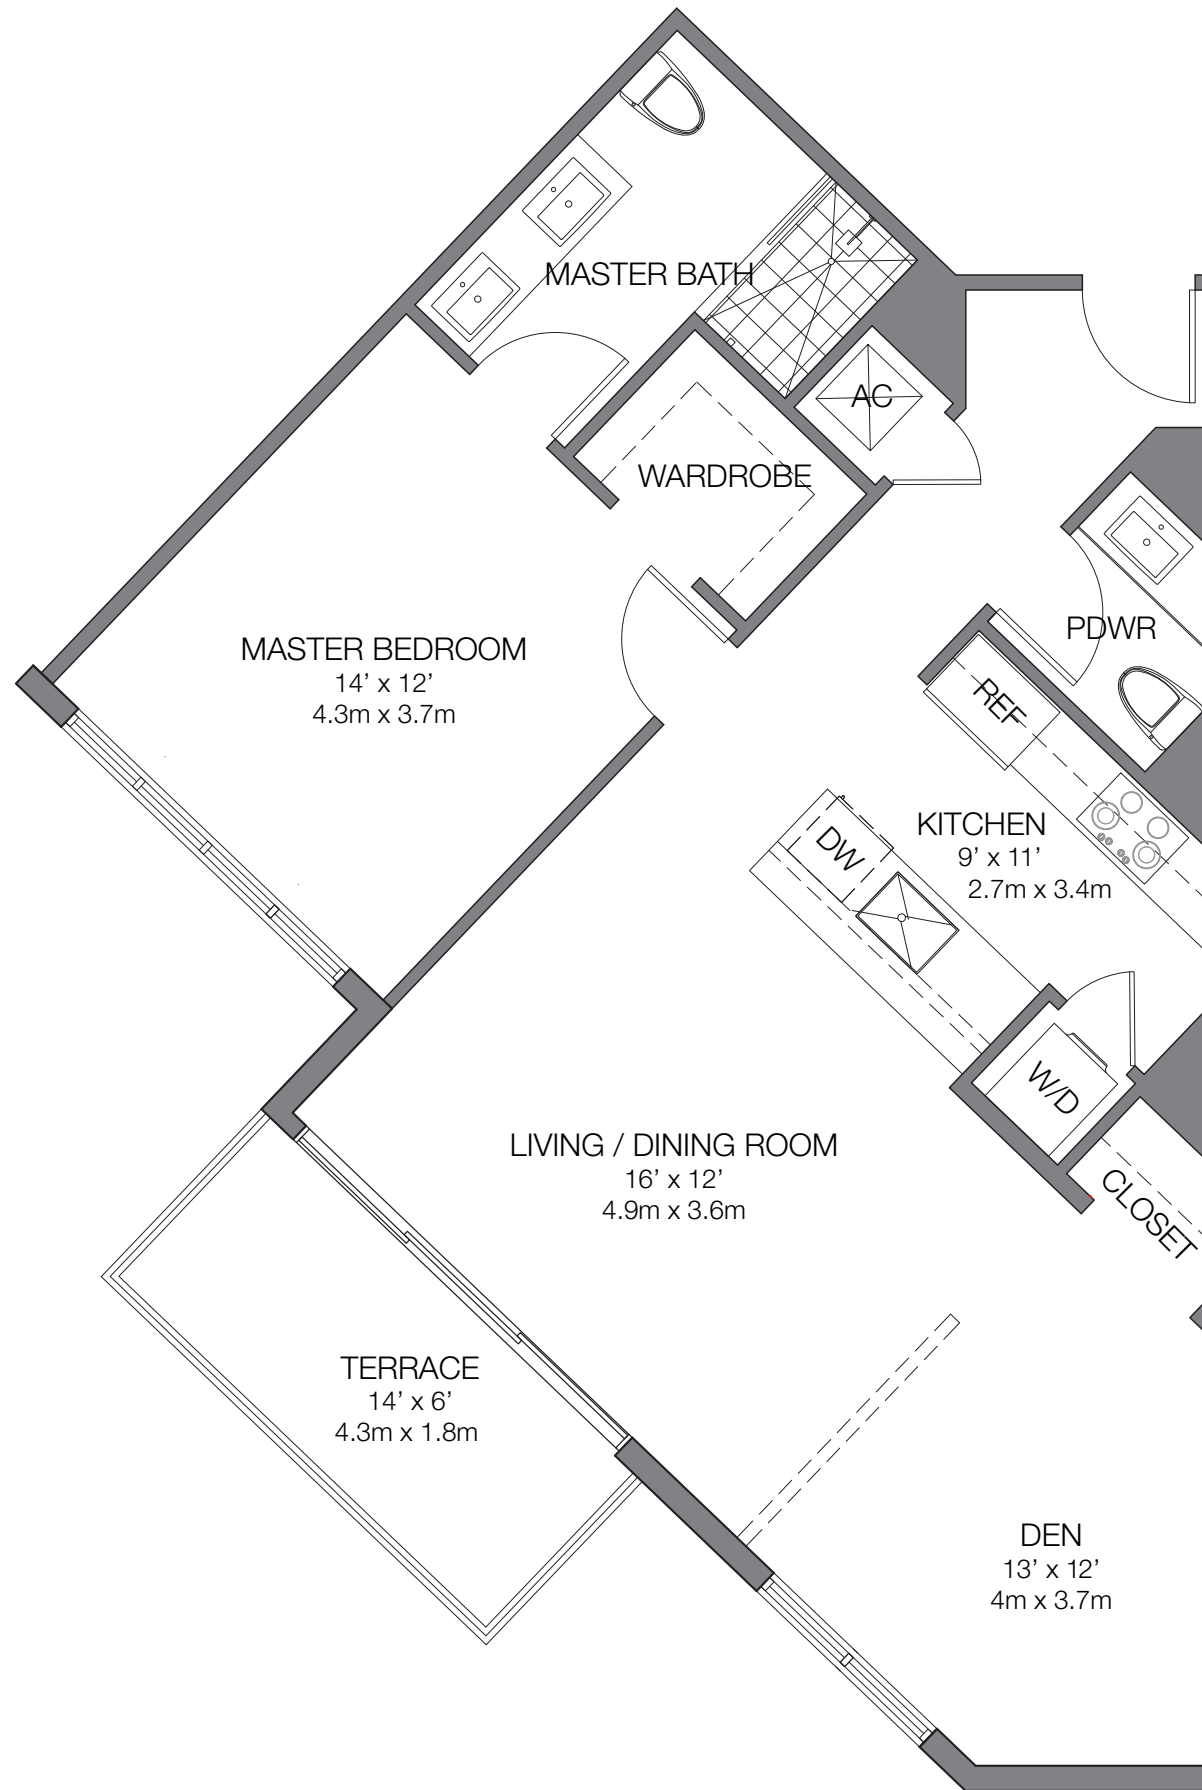 MASTER BATH
AC
WARDROBE
PDWR
MASTER BEDROOM
14’ x 12’
4.3m x 3.7m
REF
KITCHEN
9’ x 11’
2.7m x 3.4m
DW
W/D
LIVING / DINING ROOM
16’ x 12’
4.9m x 3.6m
CLOSET
TERRACE
14’ x 6’
4.3m x 1.8m
DEN
13’ x 12’
4m x 3.7m